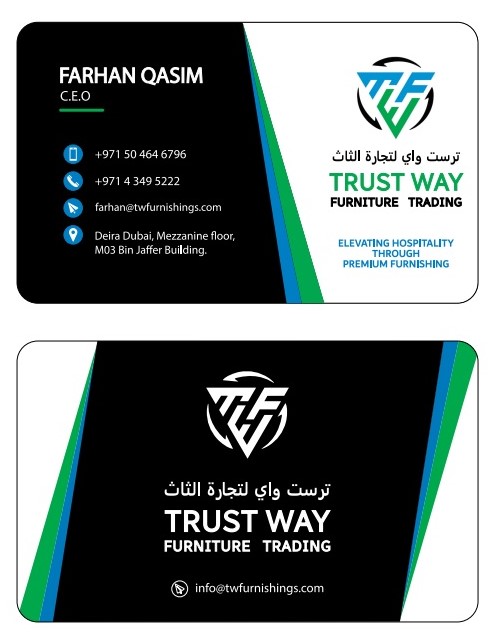 FARHAN QASIM
C.E.O
+971 50 464 6796
+971 4 349 5222
farhan@twfurnishings.com
Deira Dubai, Mezzanine floor,
M03 Bin Jaffer Building.
ترست واي لتجارة الثاث
TRUST WAY
FURNITURE TRADING
ELEVATING HOSPITALITY
THROUGH
PREMIUM FURNISHING
ترست واي لتجارة الثاث
TRUST WAY
FURNITURE TRADING
info@twfurnishings.com